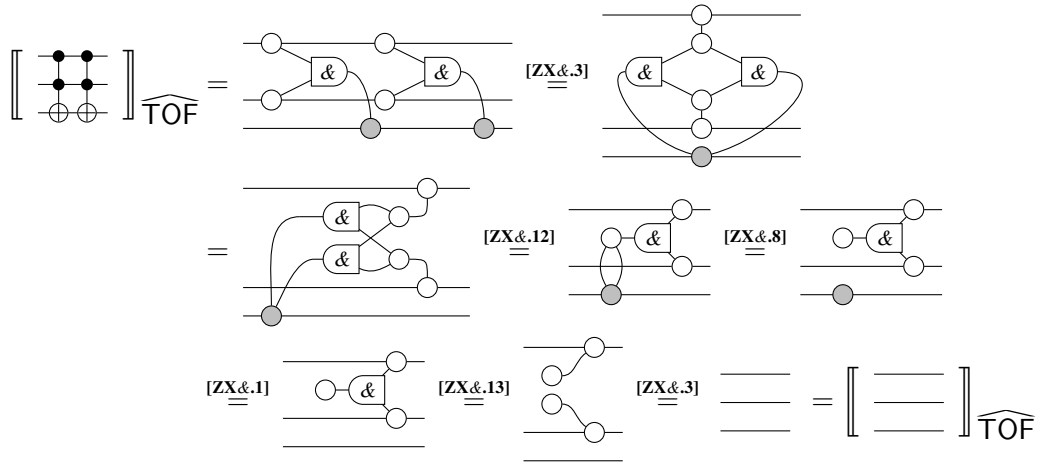 ⟦ ⟧ TOF = & & [ZX&.3] = & &
= & & [ZX&.12] = & [ZX&.8] = &
[ZX&.1] = & [ZX&.13] = [ZX&.3] = = ⟦ ⟧ TOF